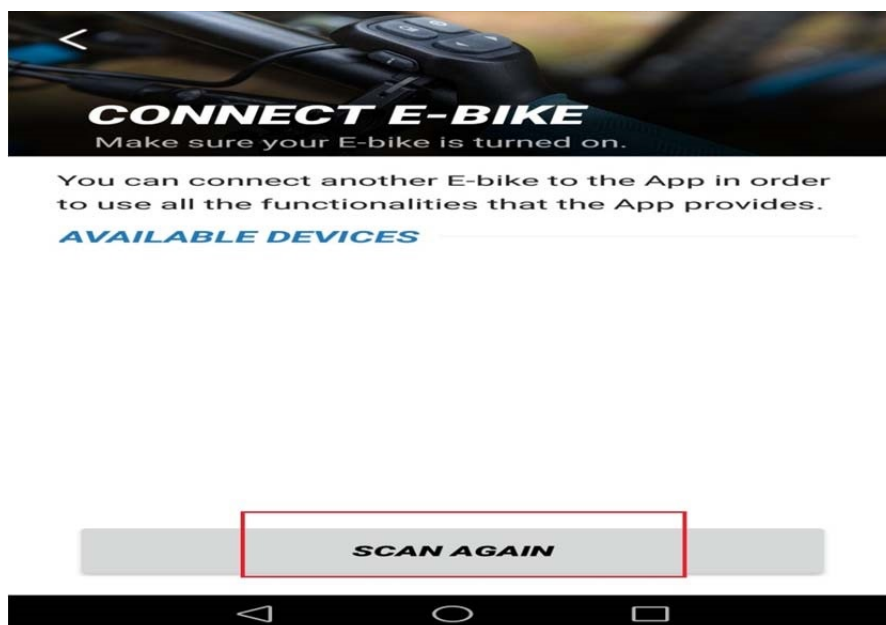 CONNECT E-BIKE
Make sure your E-bike is turned on.
You can connect another E-bike to the App in order
to use all the functionalities that the App provides.
AVAILABLE DEVICES
SCAN AGAIN